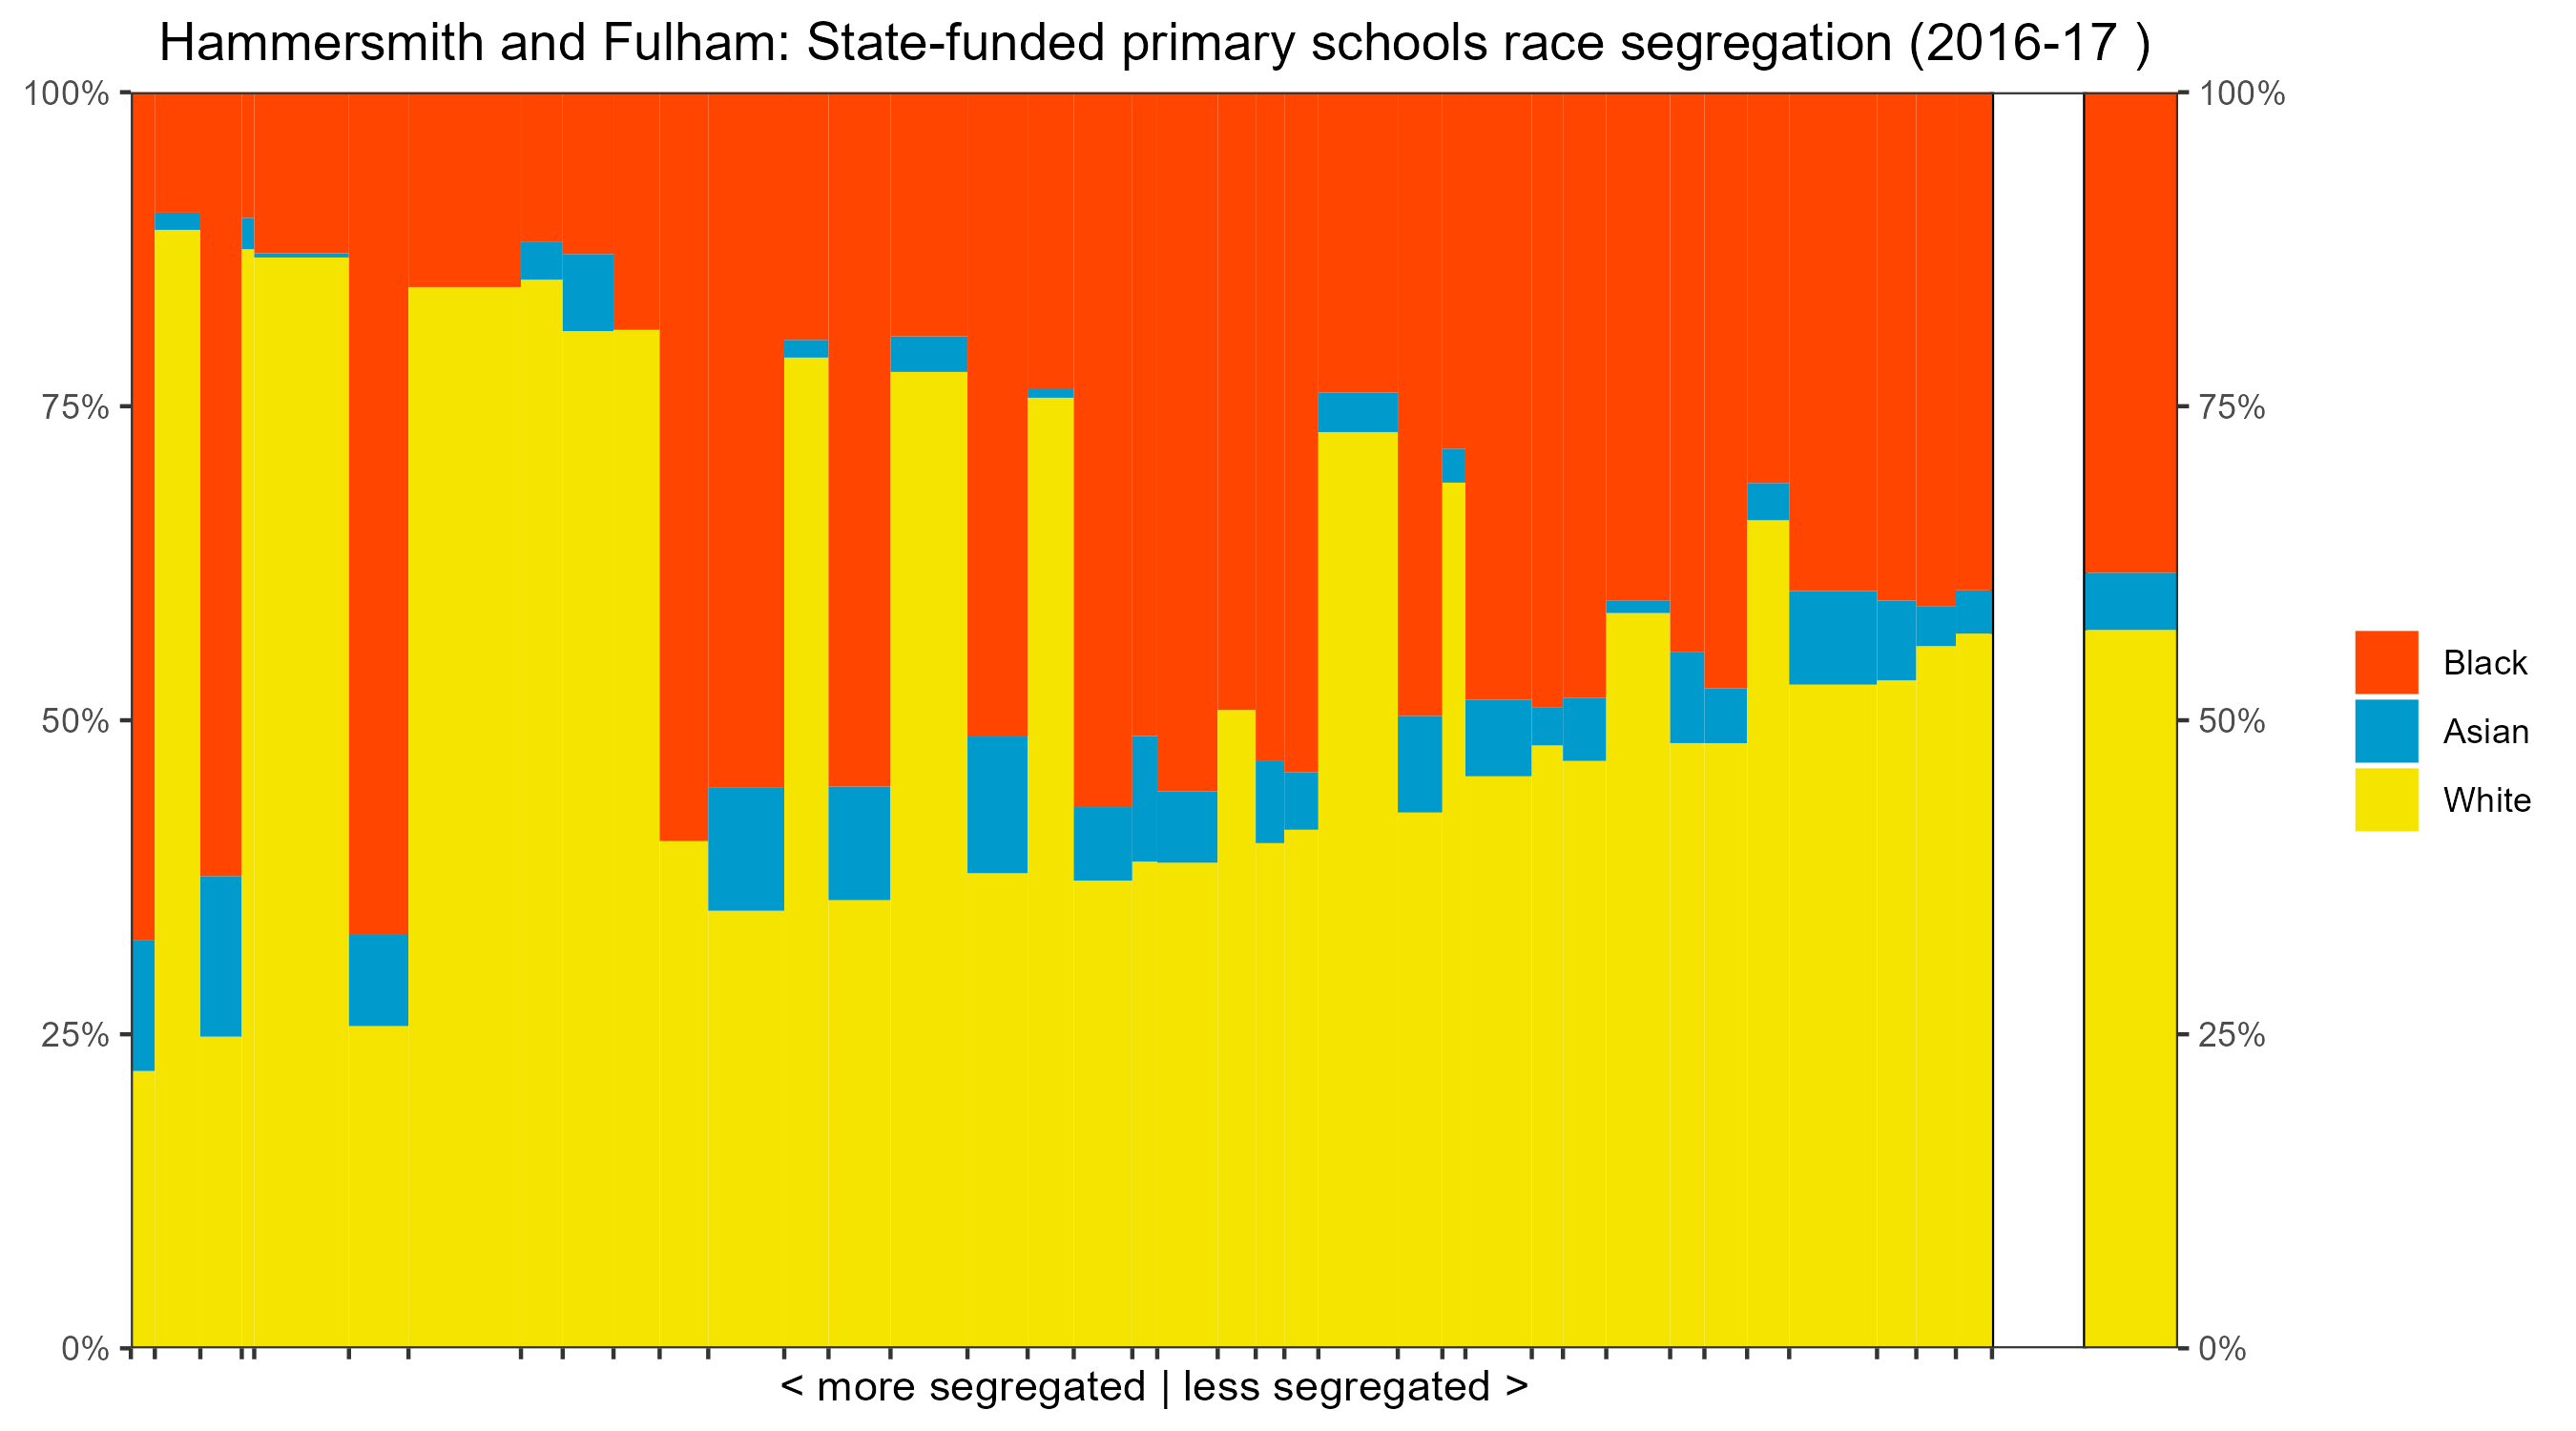 Hammersmith and Fulham: State-funded primary schools race segregation (2016-17 )
100%
75%
50%
25%
0%
100%
75%
50%
25%
0%
Black
Asian
White
< more segregated | less segregated >